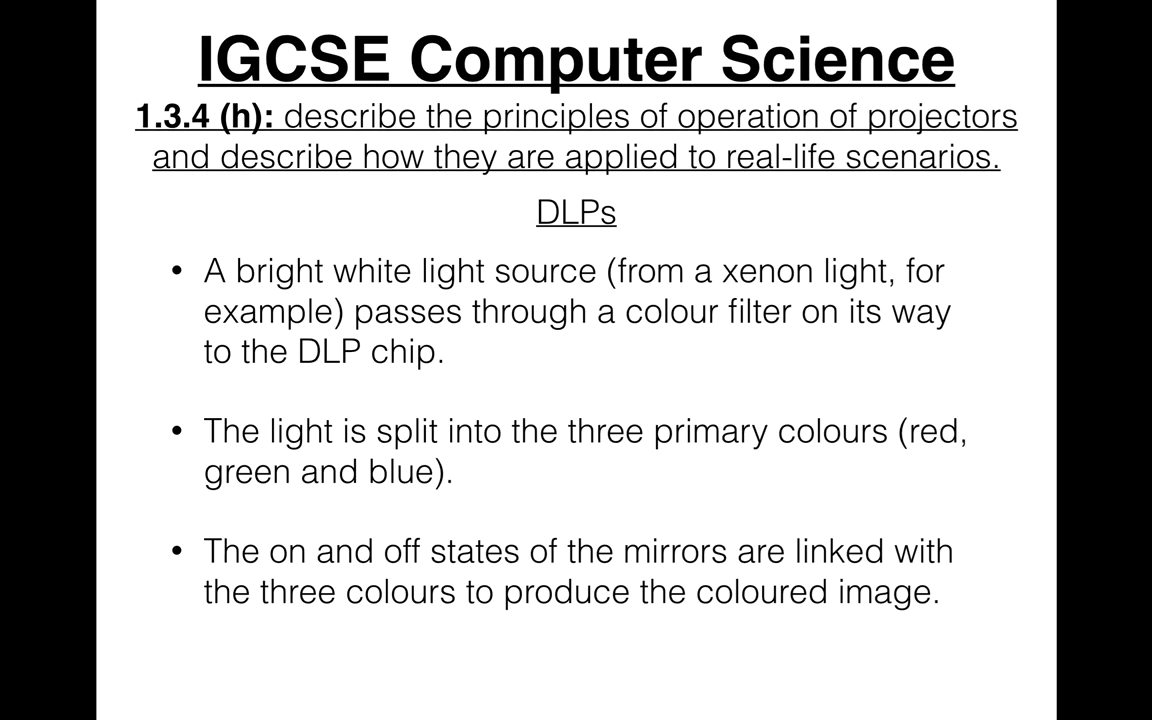 IGCSE Computer Science
1.3.4 (h): describe the principles of operation of projectors
and describe how they are applied to real-life scenarios.
DLPs
• A bright white light source (from a xenon light, for
example) passes through a colour filter on its way
to the DLP chip.
• The light is split into the three primary colours (red,
green and blue).
• The on and off states of the mirrors are linked with
the three colours to produce the coloured image.